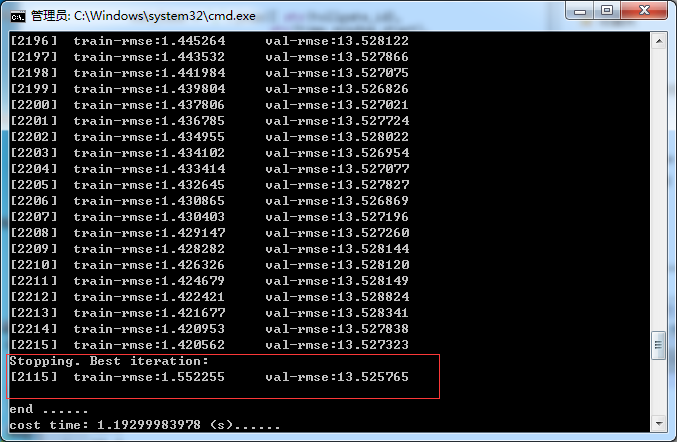 管理员: C:\Windows\system32\cmd.exe
[2196] train-rmse:1.445264 val-rmse:13.528122
[2197] train-rmse:1.443532 val-rmse:13.527866
[2198] train-rmse:1.441984 val-rmse:13.527075
[2199] train-rmse:1.439804 val-rmse:13.526826
[2200] train-rmse:1.437806 val-rmse:13.527021
[2201] train-rmse:1.436785 val-rmse:13.527724
[2202] train-rmse:1.434955 val-rmse:13.528022
[2203] train-rmse:1.434102 val-rmse:13.526954
[2204] train-rmse:1.433414 val-rmse:13.527077
[2205] train-rmse:1.432645 val-rmse:13.527827
[2206] train-rmse:1.430865 val-rmse:13.526869
[2207] train-rmse:1.430403 val-rmse:13.527196
[2208] train-rmse:1.429147 val-rmse:13.527260
[2209] train-rmse:1.428282 val-rmse:13.528144
[2210] train-rmse:1.426326 val-rmse:13.528120
[2211] train-rmse:1.424679 val-rmse:13.528149
[2212] train-rmse:1.422421 val-rmse:13.528824
[2213] train-rmse:1.421677 val-rmse:13.528341
[2214] train-rmse:1.420953 val-rmse:13.527838
[2215] train-rmse:1.420562 val-rmse:13.527323
Stopping. Best iteration:
[2115] train-rmse:1.552255 val-rmse:13.525765
end ......
cost time: 1.19299983978 (s)......